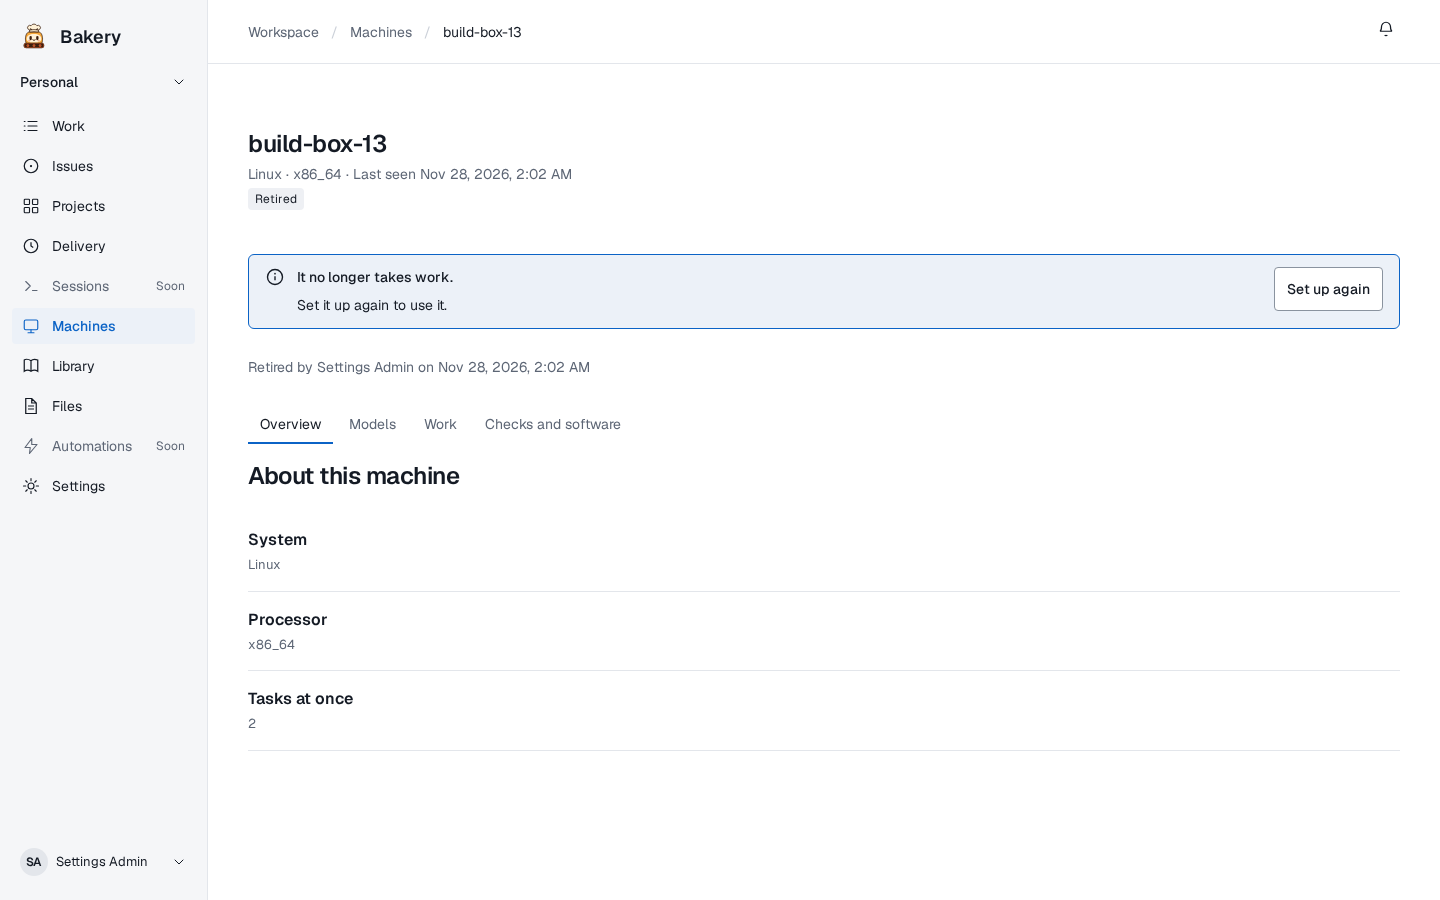 Bakery
Personal
Work
Issues
Projects
Delivery
Sessions Soon
Machines
Library
Files
Automations Soon
Settings
SA Settings Admin
Workspace / Machines / build-box-13
build-box-13
Linux · x86_64 · Last seen Nov 28, 2026, 2:02 AM
Retired
It no longer takes work.
Set it up again to use it.
Set up again
Retired by Settings Admin on Nov 28, 2026, 2:02 AM
Overview Models Work Checks and software
About this machine
System
Linux
Processor
x86_64
Tasks at once
2